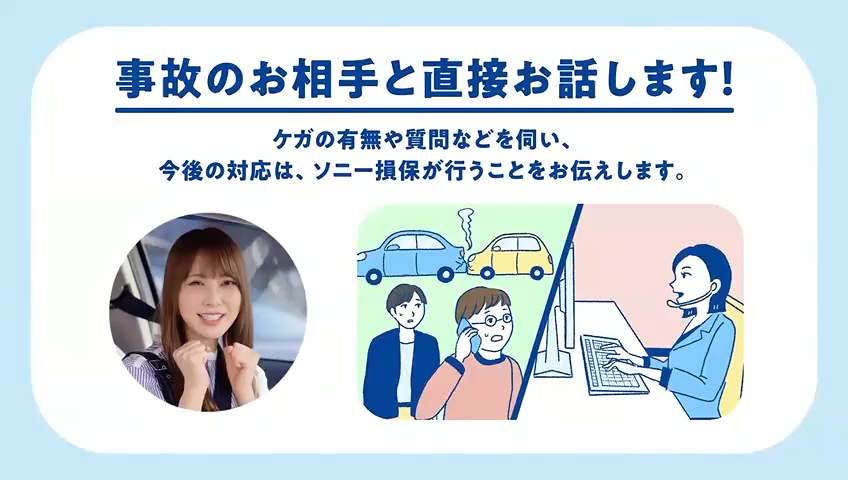 事故のお相手と直接お話します!
ケガの有無や質問などを伺い、
今後の対応は、ソニー損保が行うことをお伝えします。